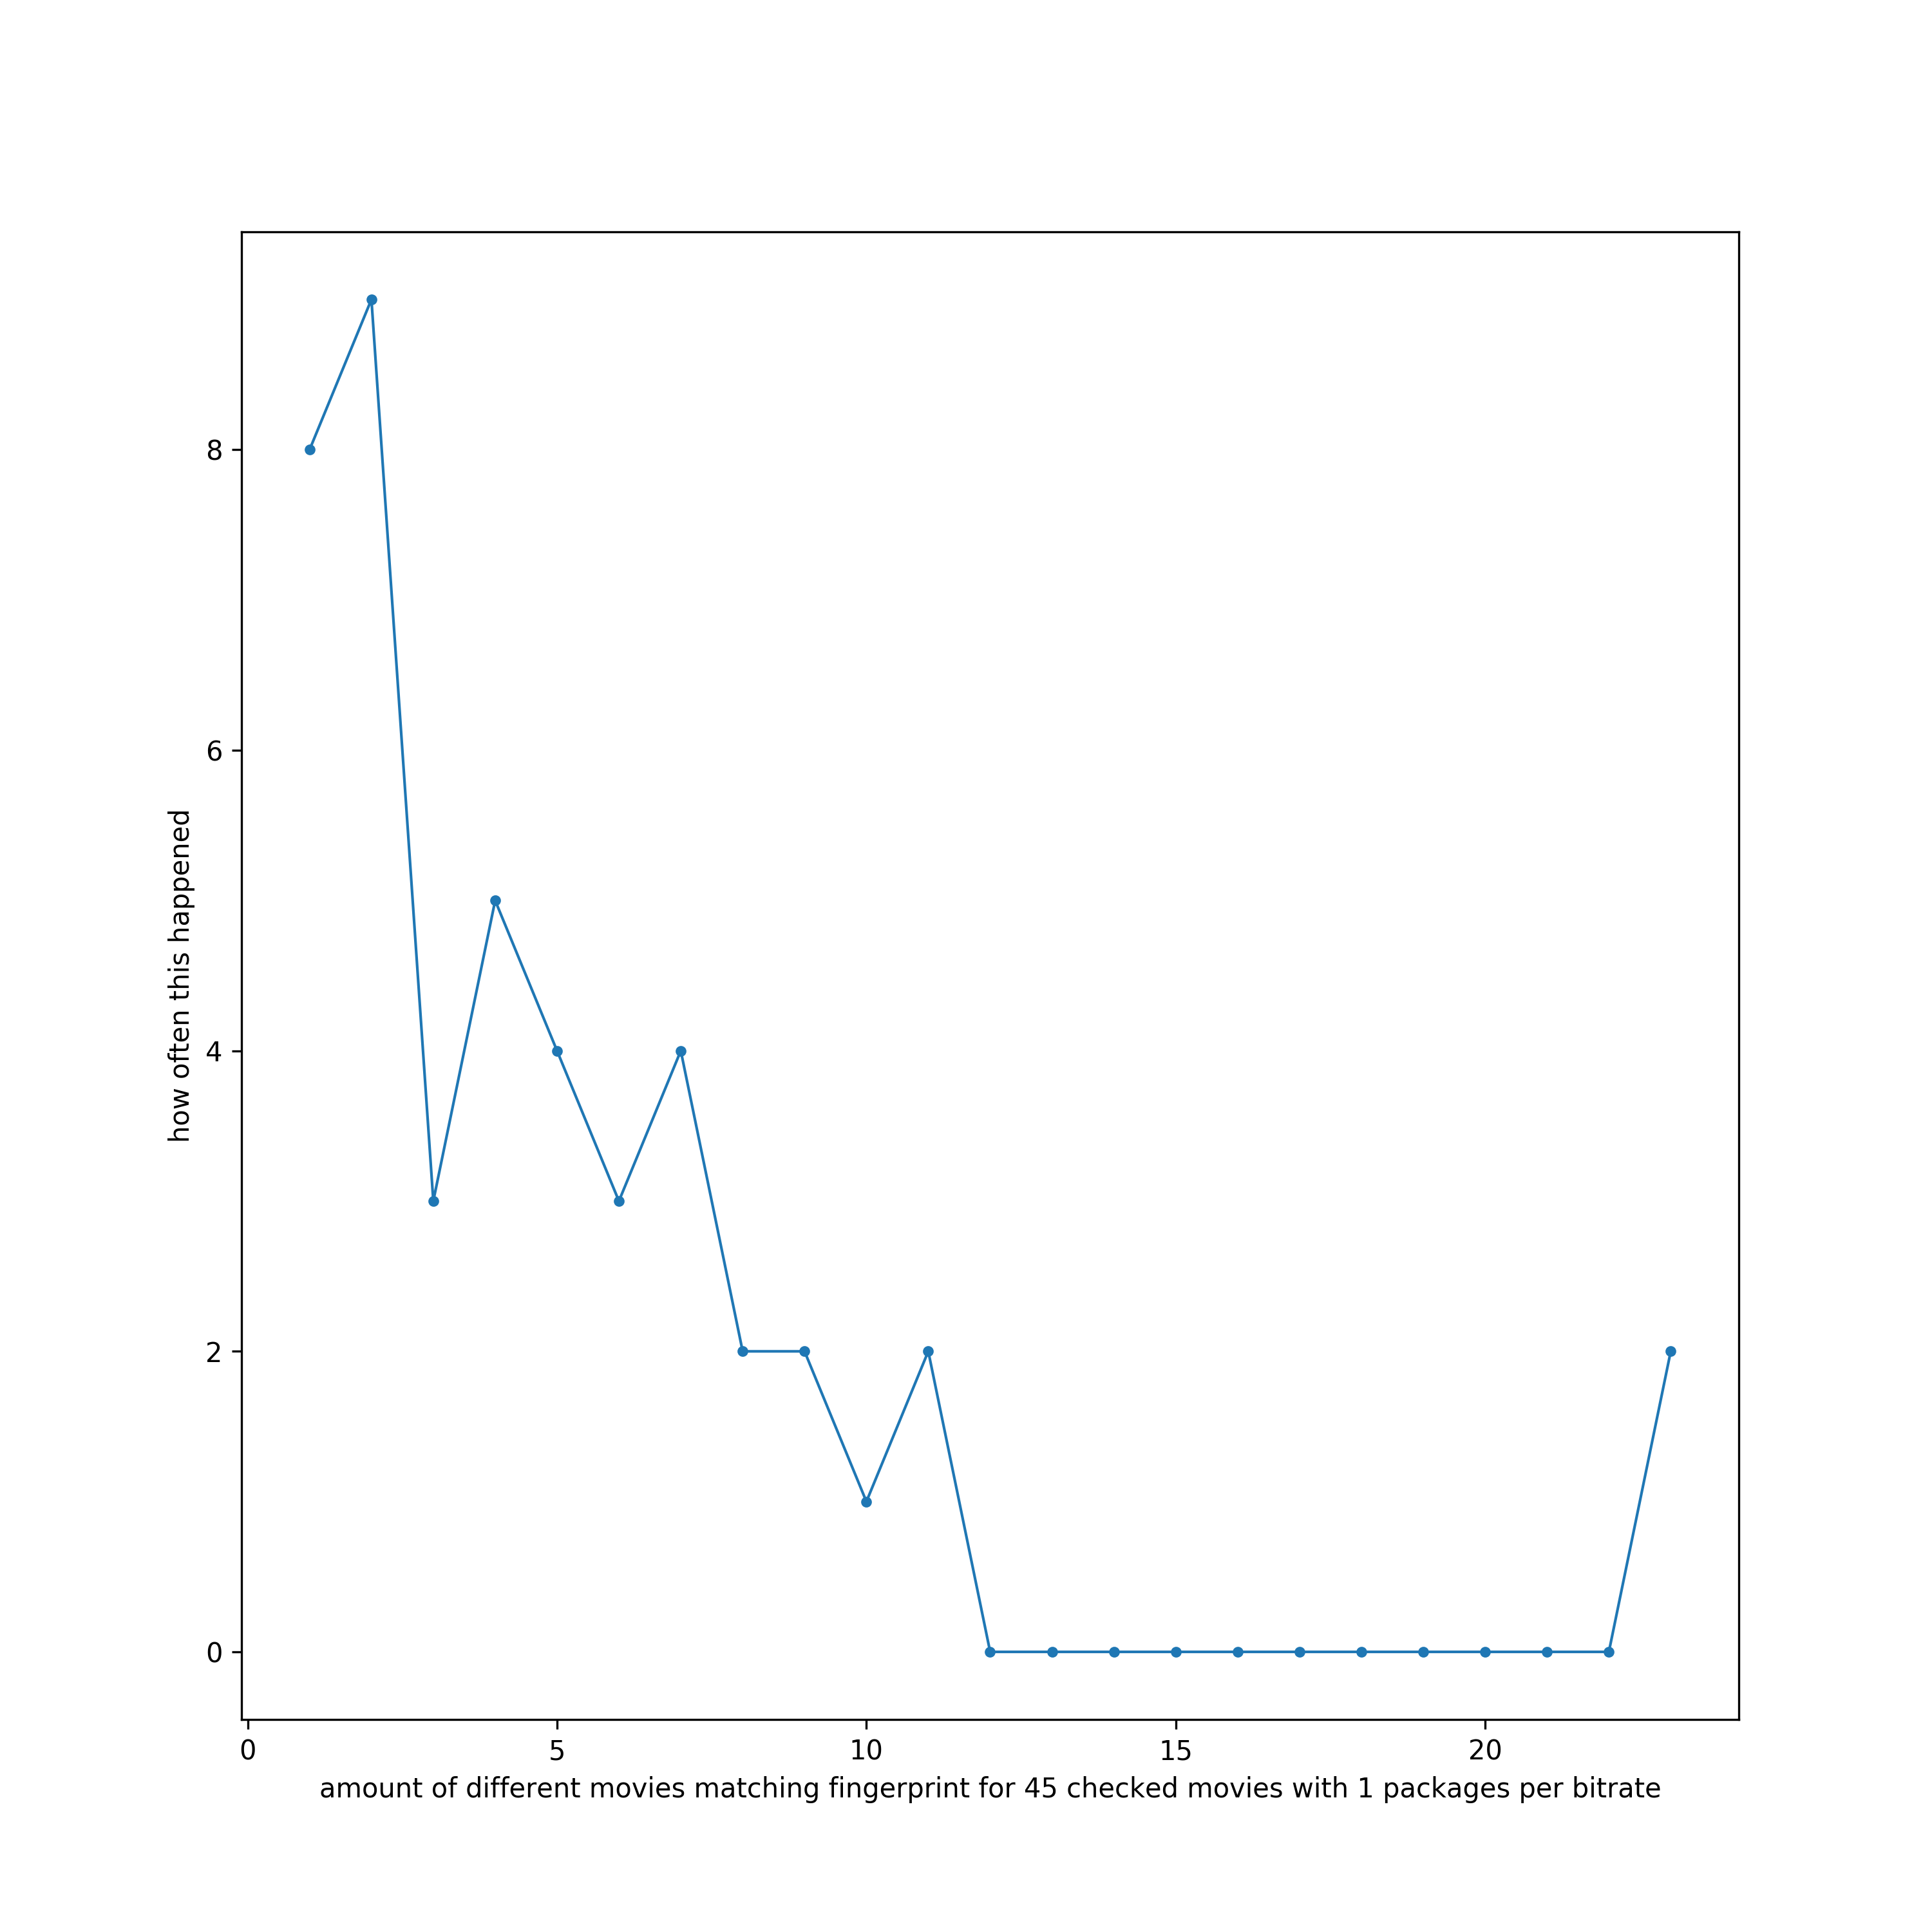 how often this happened
8
6
4
2
0
0 5 10 15 20
amount of different movies matching fingerprint for 45 checked movies with 1 packages per bitrate